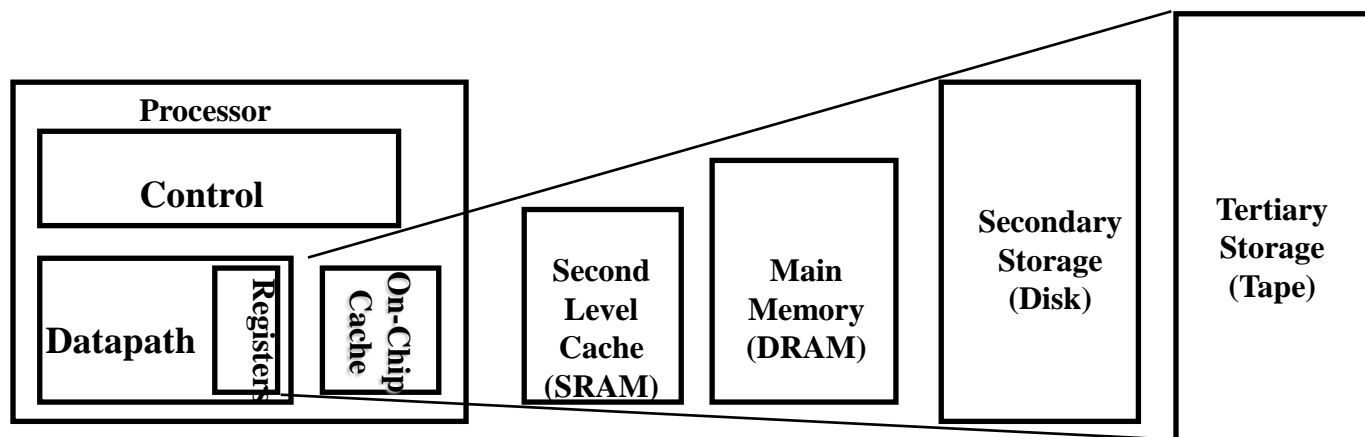 Processor
Control
Datapath
Registers
On-Chip
Cache
Second
Level
Cache
(SRAM)
Main
Memory
(DRAM)
Secondary
Storage
(Disk)
Tertiary
Storage
(Tape)